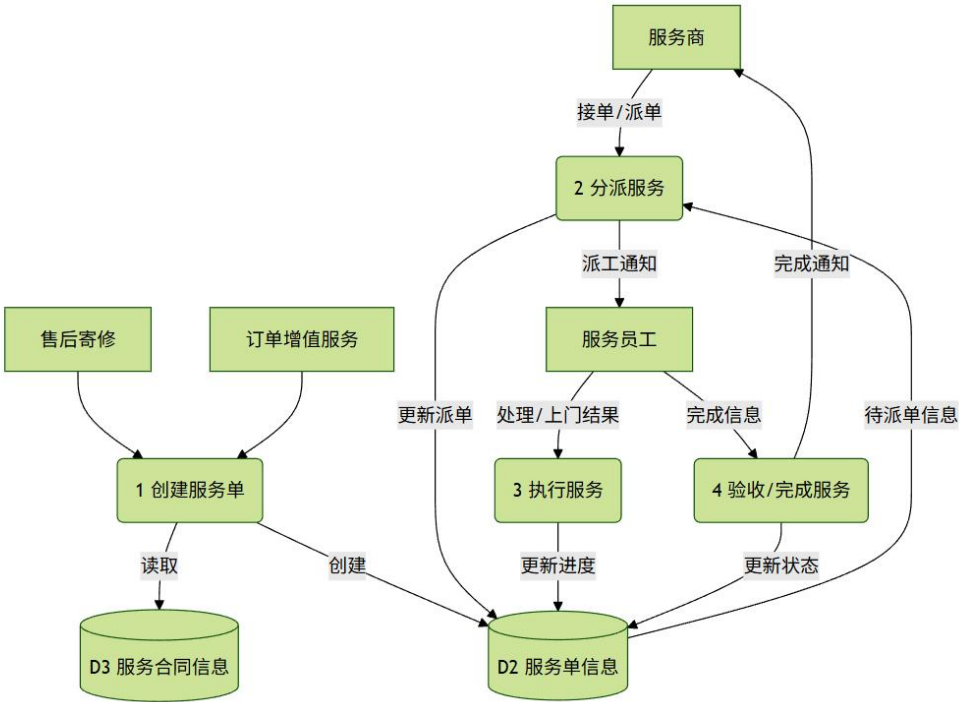 服务商
接单/派单
2 分派服务
派工通知
完成通知
售后寄修
订单增值服务
服务员工
更新派单
处理/上门结果
完成信息
待派单信息
1 创建服务单
3 执行服务
4 验收/完成服务
读取
创建
更新进度
更新状态
D3 服务合同信息
D2 服务单信息